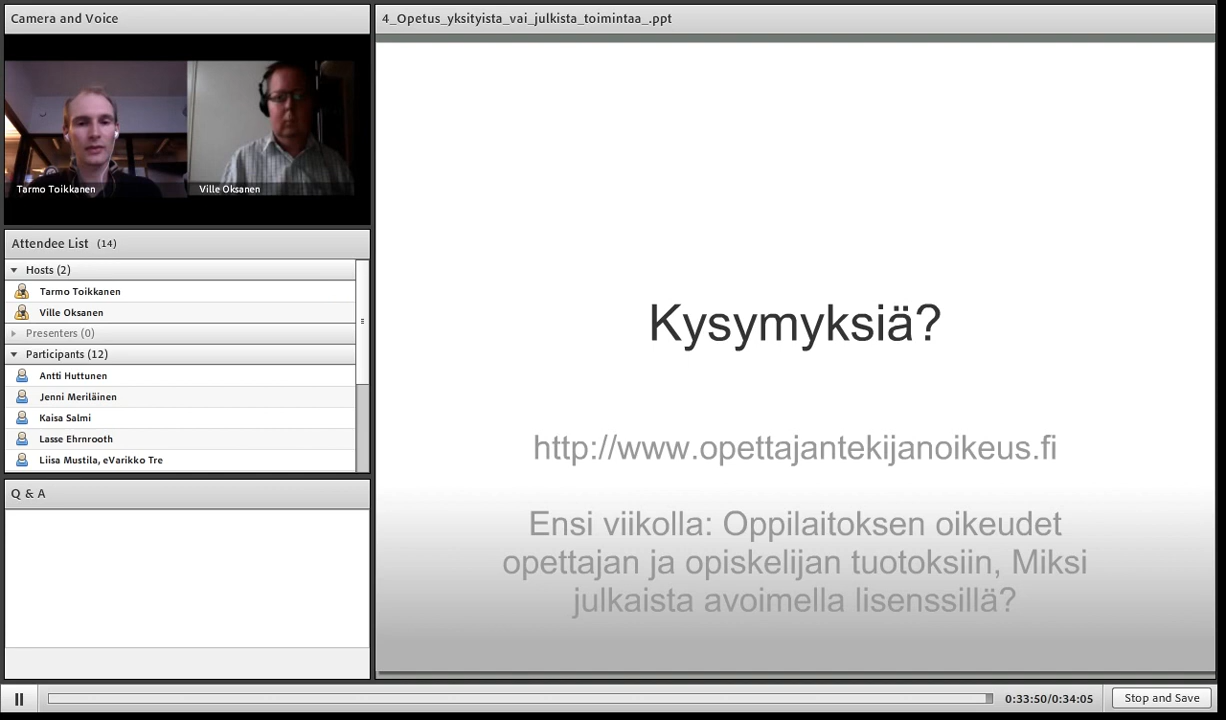 Camera and Voice
Tarmo Toikkanen
Ville Oksanen
Attendee List (14)
Hosts (2)
Tarmo Toikkanen
Ville Oksanen
Presenters (0)
Participants (12)
Antti Huttunen
Jenni Meriläinen
Kaisa Salmi
Lasse Ehrnrooth
Liisa Mustila, eVarikko Tre
Q & A
4_Opetus_yksityista_vai_julkista_toimintaa_.ppt
Kysymyksiä?
http://www.opettajantekijanoikeus.fi
Ensi viikolla: Oppilaitoksen oikeudet
opettajan ja opiskelijan tuotoksiin, Miksi
julkaista avoimella lisenssillä?
0:33:50/0:34:05
Stop and Save